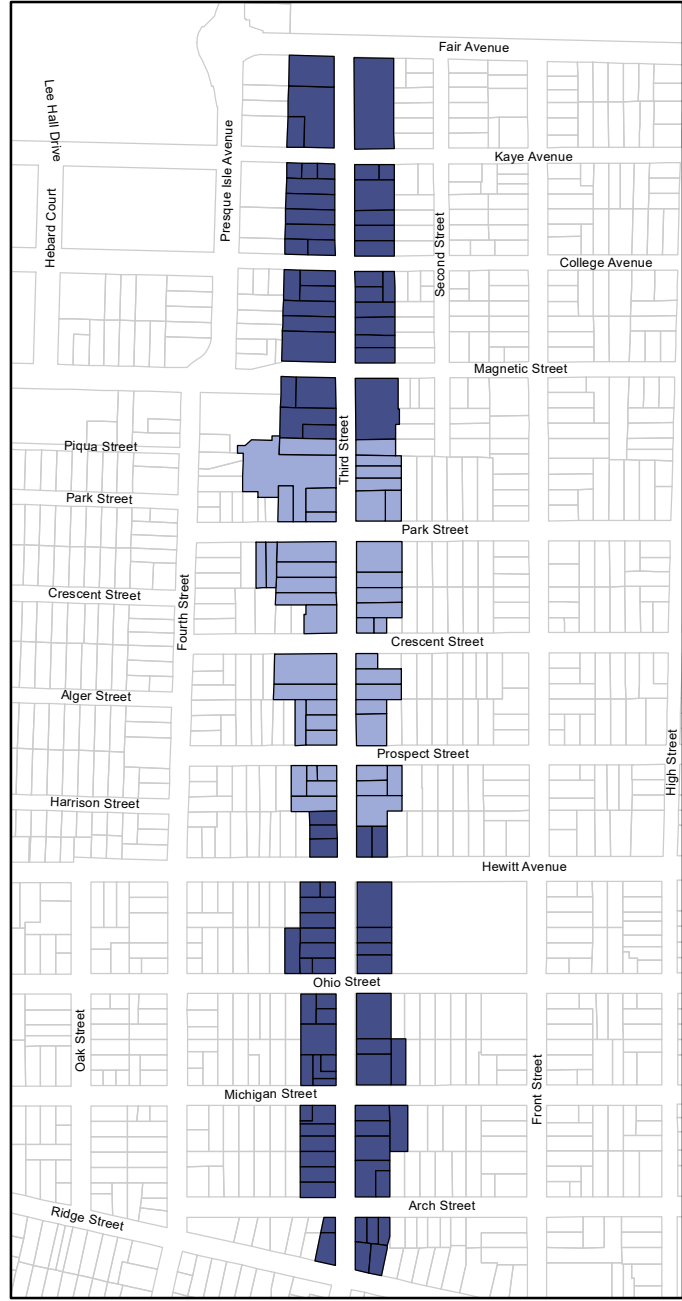 Fair Avenue
Lee Hall Drive
Kaye Avenue
Presque Isle Avenue
Hebard Court
Second Street
College Avenue
Magnetic Street
Third Street
Piqua Street
Park Street
Park Street
Crescent Street
Fourth Street
Crescent Street
Alger Street
Prospect Street
High Street
Harrison Street
Hewitt Avenue
Ohio Street
Oak Street
Front Street
Michigan Street
Arch Street
Ridge Street